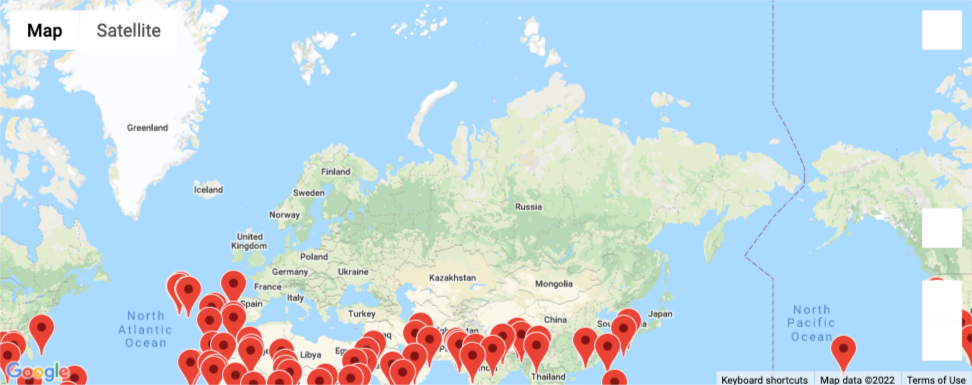 Map
Satellite
Greenland
Iceland
Finland
Sweden
Norway
Russia
United
Kingdom
Poland
Germany
Ukraine
Kazakhstan
France
Mongolia
Spain
Italy
Turkey
China
Japan
Libya
Thailand
North
Atlantic
Ocean
North
Pacific
Ocean
Google
Keyboard shortcuts
Map data ©2022
Terms of Use